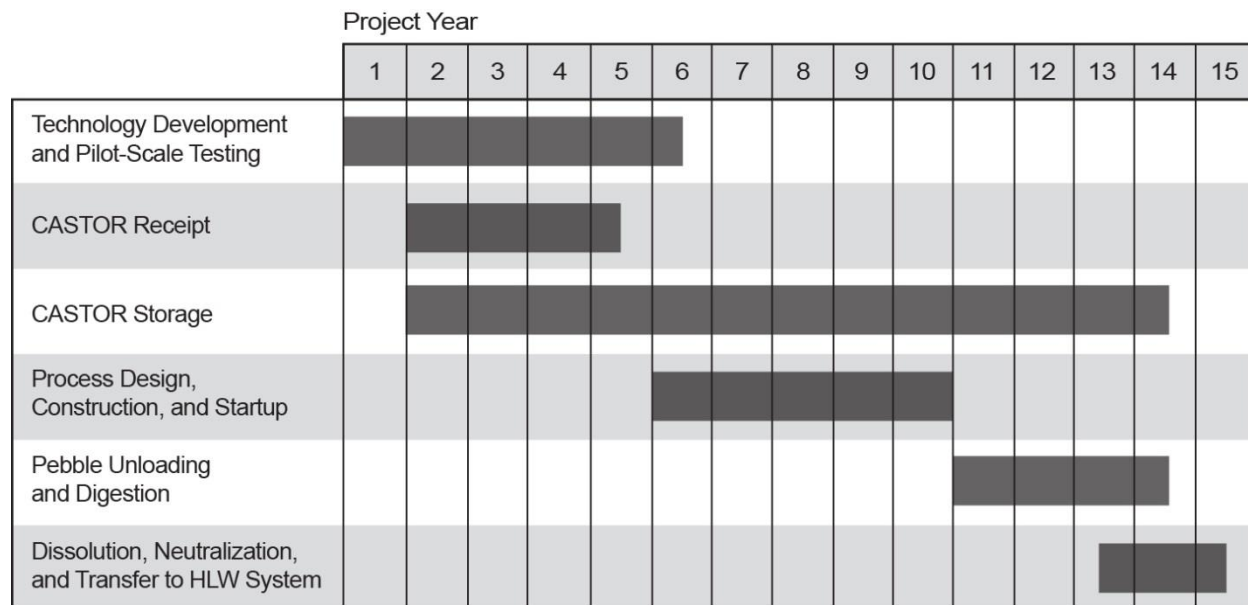 Project Year
1 2 3 4 5 6 7 8 9 10 11 12 13 14 15
Technology Development
and Pilot-Scale Testing
CASTOR Receipt
CASTOR Storage
Process Design,
Construction, and Startup
Pebble Unloading
and Digestion
Dissolution, Neutralization,
and Transfer to HLW System